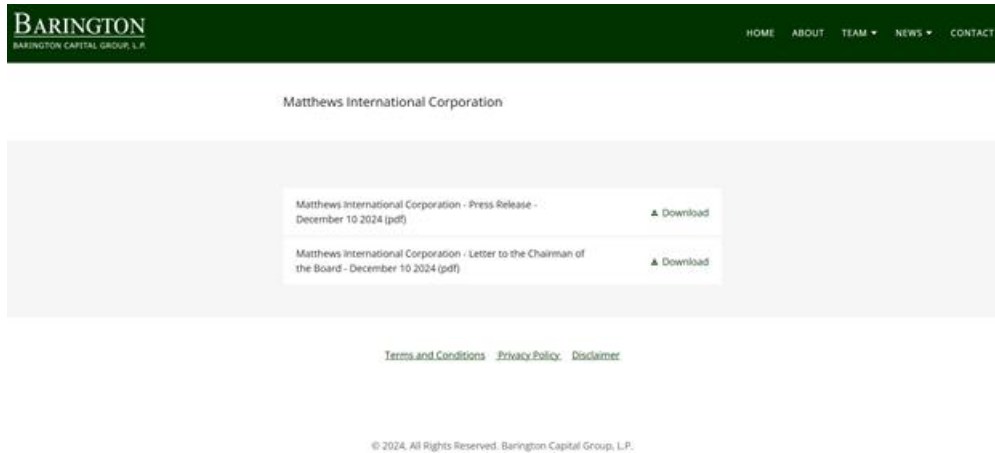 BARINGTON
BARINGTON CAPITAL GROUP, L.P.
HOME ABOUT TEAM NEWS CONTACT
Matthews International Corporation
Matthews International Corporation - Press Release -
December 10 2024 (pdf)
Download
Matthews International Corporation - Letter to the Chairman of
the Board - December 10 2024 (pdf)
Download
Terms and Conditions Privacy Policy Disclaimer
© 2024, All Rights Reserved. Barington Capital Group, L.P.